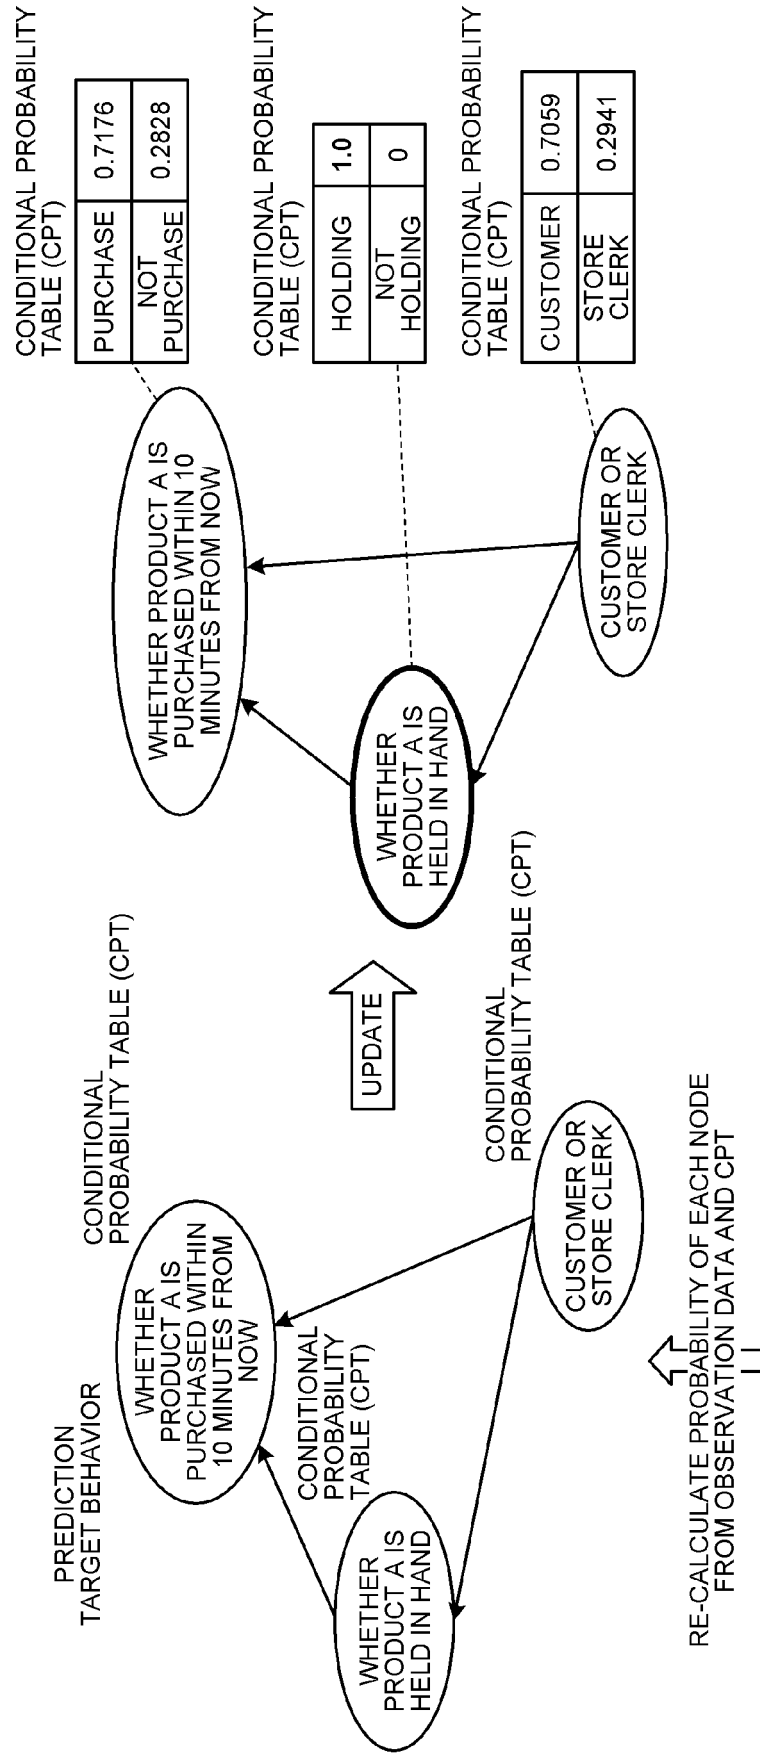 PREDICTION
TARGET BEHAVIOR
CONDITIONAL
PROBABILITY TABLE (CPT)
WHETHER
PRODUCT A IS
PURCHASED WITHIN
10 MINUTES FROM
NOW
CONDITIONAL
PROBABILITY
TABLE (CPT)
WHETHER
PRODUCT A IS
HELD IN HAND
CONDITIONAL
PROBABILITY TABLE (CPT)
CUSTOMER OR
STORE CLERK
RE-CALCULATE PROBABILITY OF EACH NODE
FROM OBSERVATION DATA AND CPT
UPDATE
WHETHER PRODUCT A IS
PURCHASED WITHIN 10
MINUTES FROM NOW
WHETHER
PRODUCT A IS
HELD IN HAND
CUSTOMER OR
STORE CLERK
CONDITIONAL PROBABILITY
TABLE (CPT)
PURCHASE 0.7176
NOT
PURCHASE 0.2828
CONDITIONAL PROBABILITY
TABLE (CPT)
HOLDING 1.0
NOT
HOLDING 0
CONDITIONAL PROBABILITY
TABLE (CPT)
CUSTOMER 0.7059
STORE
CLERK 0.2941